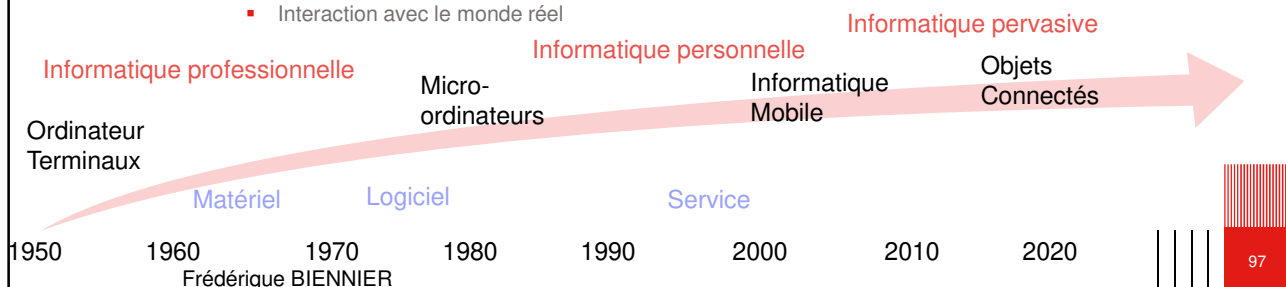 ▪ Interaction avec le monde réel
Informatique pervasive
Informatique personnelle
Informatique professionnelle
Objets
Connectés
Micro-
ordinateurs
Informatique
Mobile
Ordinateur
Terminaux
Matériel
Logiciel
Service
1950 1960 1970 1980 1990 2000 2010 2020
Frédérique BIENNIER
97